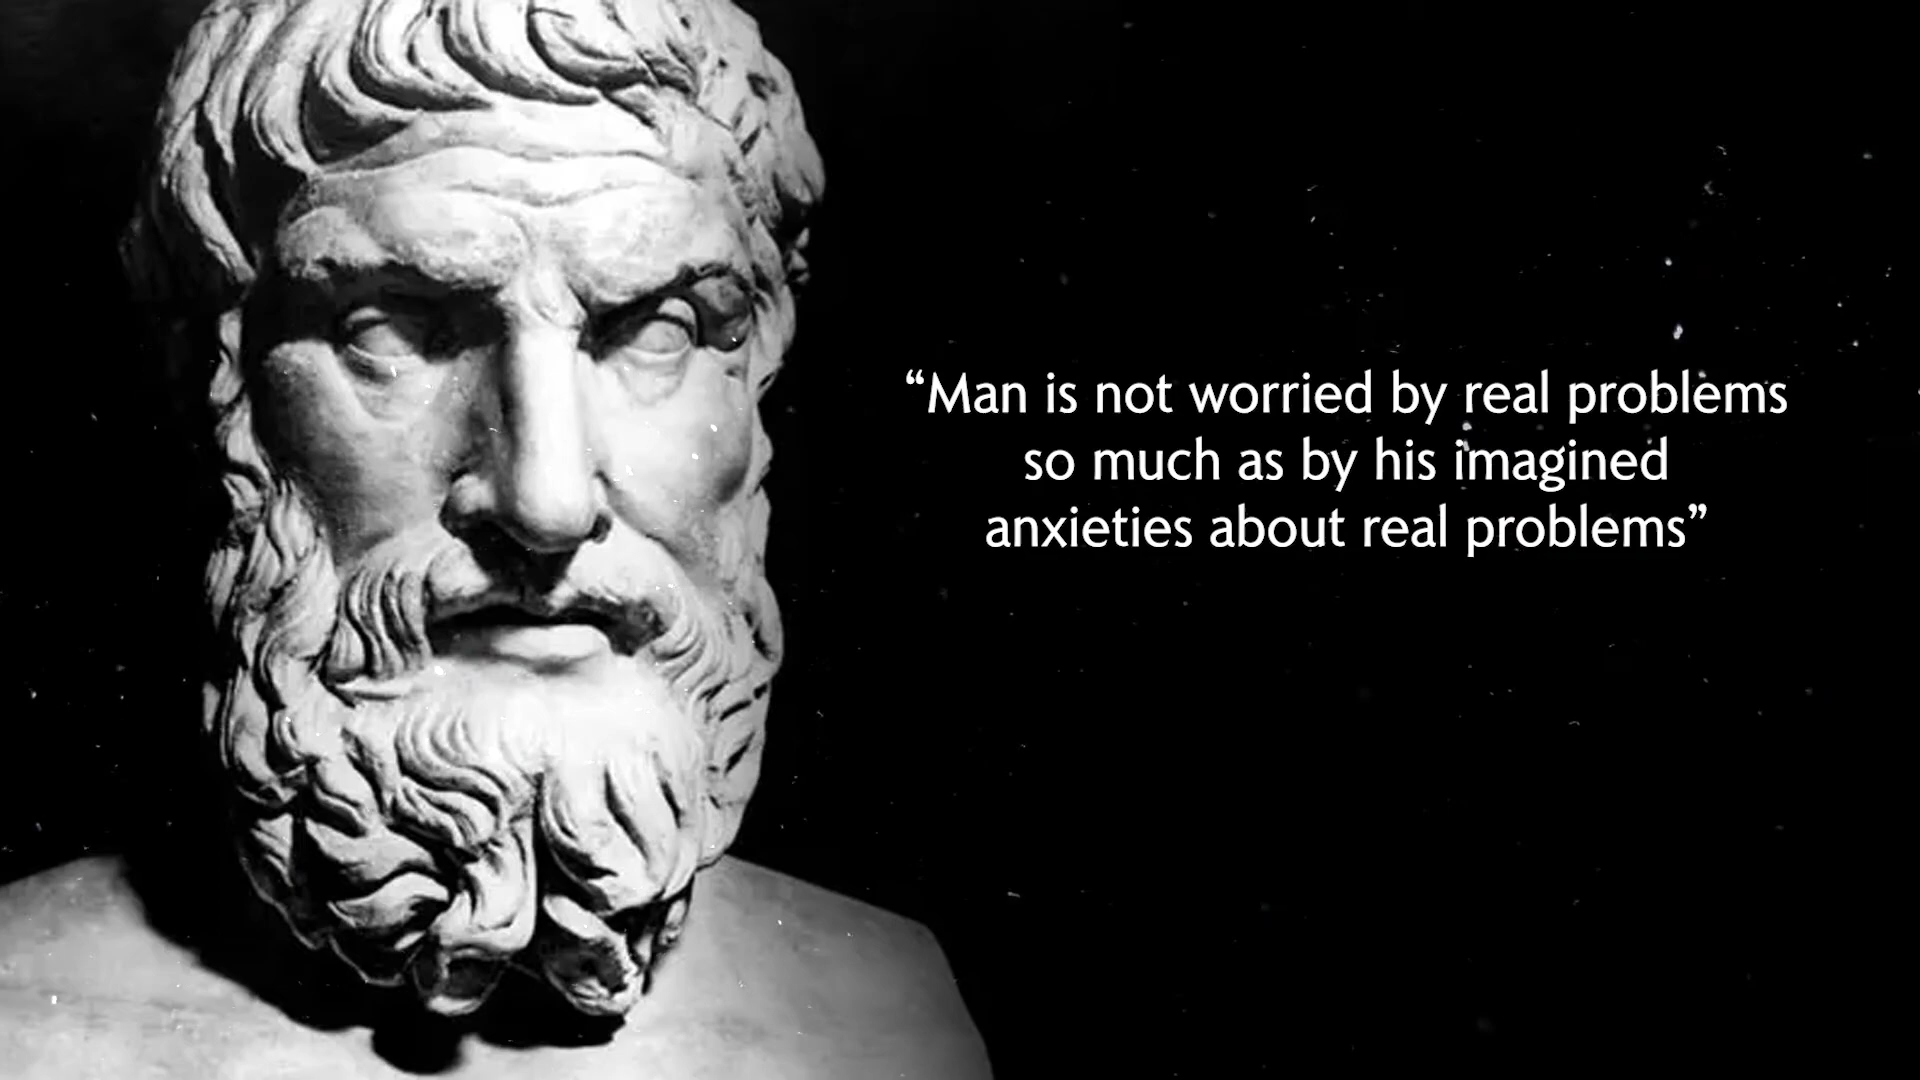 “Man is not worried by real problems
so much as by his imagined
anxieties about real problems”